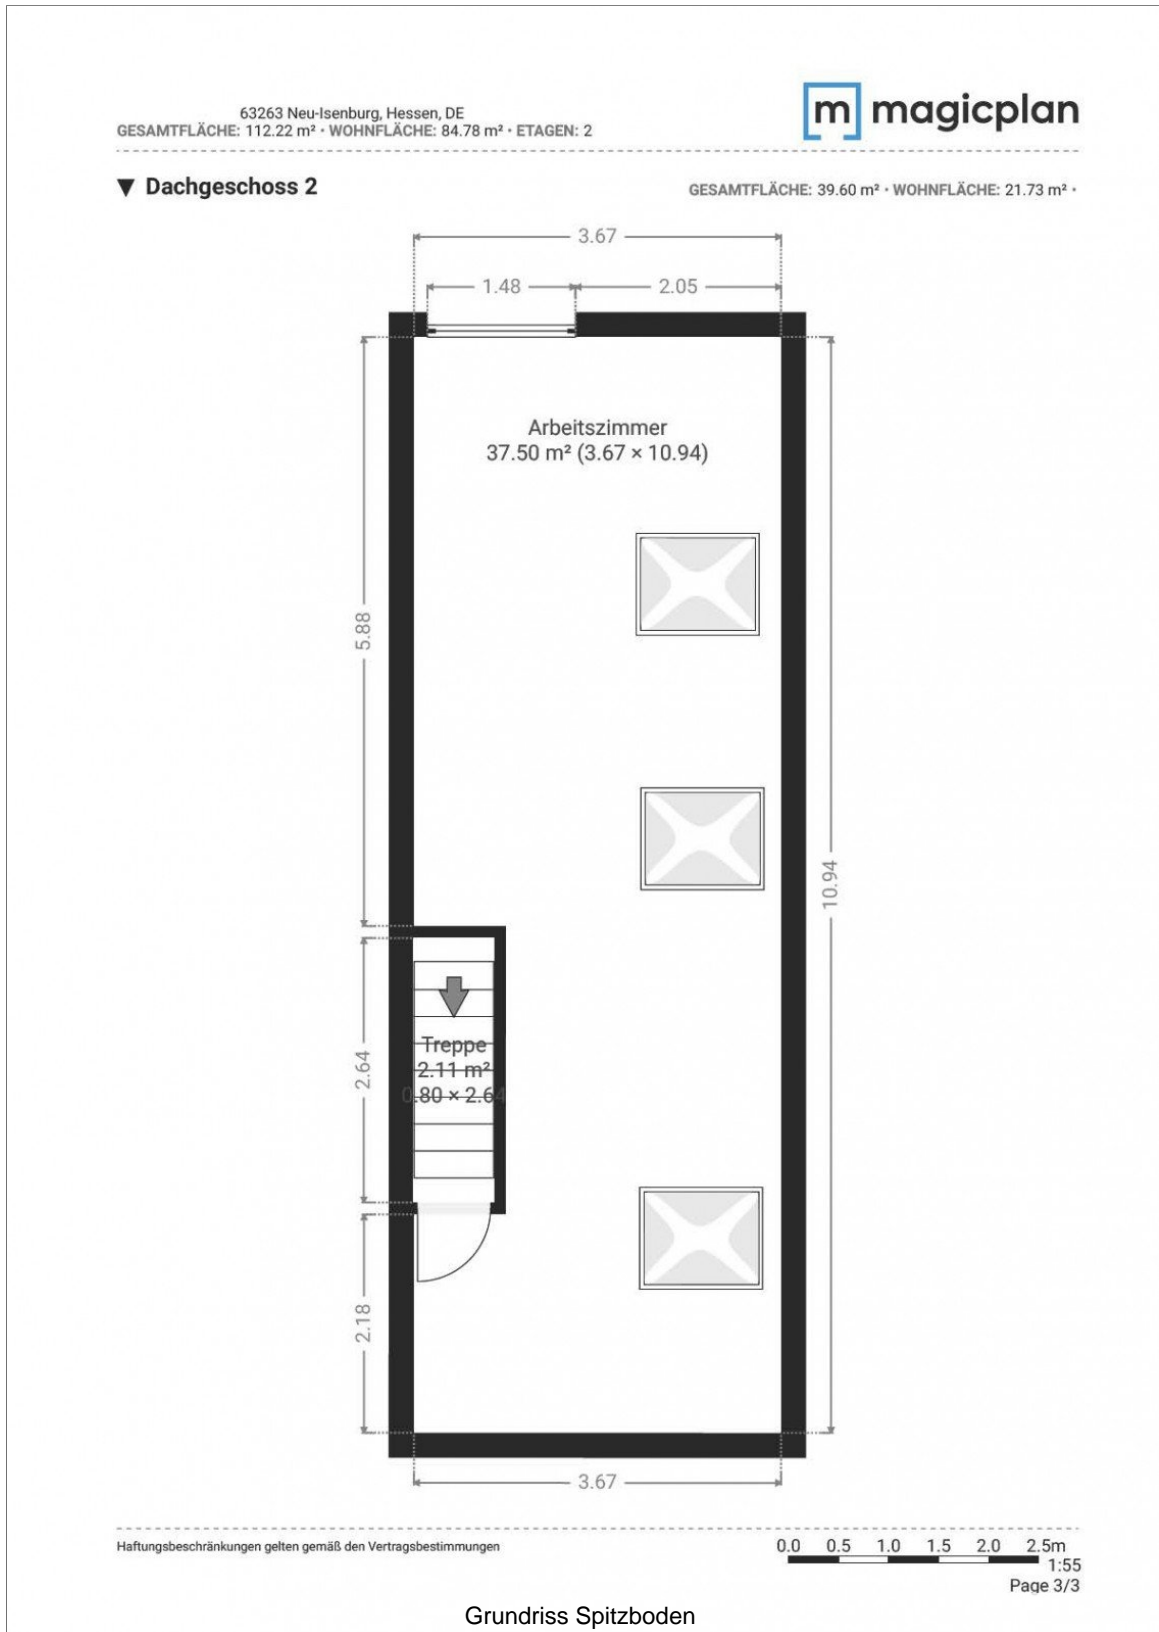 63263 Neu-Isenburg, Hessen, DE
GESAMTFLÄCHE: 112.22 m² · WOHNFLÄCHE: 84.78 m² · ETAGEN: 2
[m] magicplan
▼ Dachgeschoss 2
GESAMTFLÄCHE: 39.60 m² · WOHNFLÄCHE: 21.73 m² ·
3.67
1.48
2.05
Arbeitszimmer
37.50 m² (3.67 × 10.94)
5.88
10.94
2.64
Treppe
2.11 m²
0.80 × 2.64
2.18
3.67
Haftungsbeschränkungen gelten gemäß den Vertragsbestimmungen
0.0 0.5 1.0 1.5 2.0 2.5m
1:55
Page 3/3
Grundriss Spitzboden